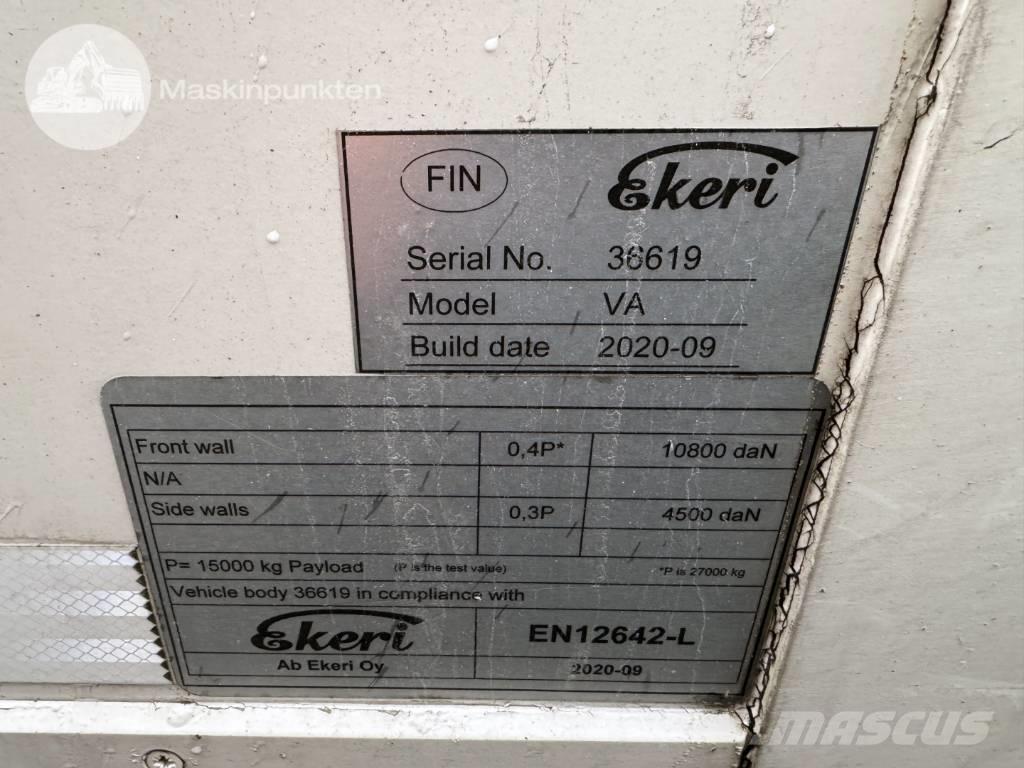 Maskinpunkten
FIN Ekeri
Serial No. 36619
Model VA
Build date 2020-09
Front wall 0,4P* 10800 daN
N/A
Side walls 0,3P 4500 daN
P= 15000 kg Payload (P is the test value) *P is 27000 kg
Vehicle body 36619 in compliance with
Ekeri EN12642-L
Ab Ekeri Oy 2020-09
MASCUS